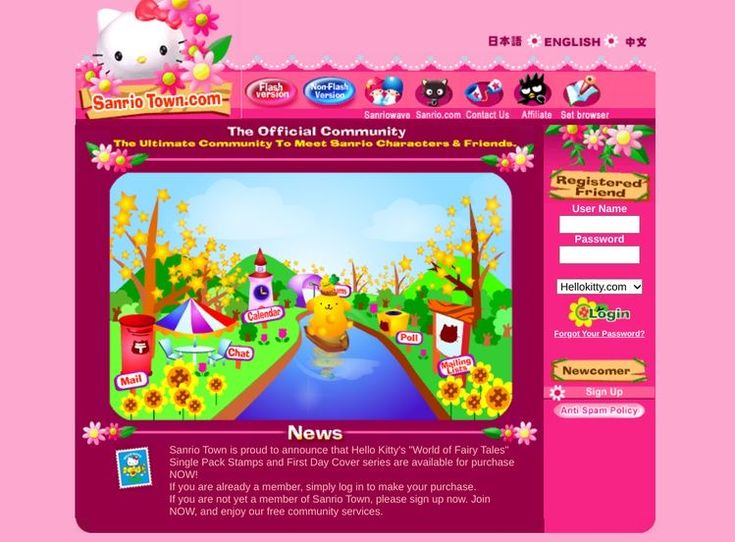 日本語 ENGLISH 中文
Sanrio Town.com
Flash version
Non-Flash Version
Sanriowave Sanrio.com Contact Us Affiliate Set browser
The Official Community
The Ultimate Community To Meet Sanrio Characters & Friends.
Calendar
Chat
Mail
Poll
Mailing Lists
Registered
Friend
User Name
Password
Hellokitty.com
Login
Forgot Your Password?
Newcomer
Sign Up
Anti Spam Policy
News
Sanrio Town is proud to announce that Hello Kitty's "World of Fairy Tales"
Single Pack Stamps and First Day Cover series are available for purchase
NOW!
If you are already a member, simply log in to make your purchase.
If you are not yet a member of Sanrio Town, please sign up now. Join
NOW, and enjoy our free community services.